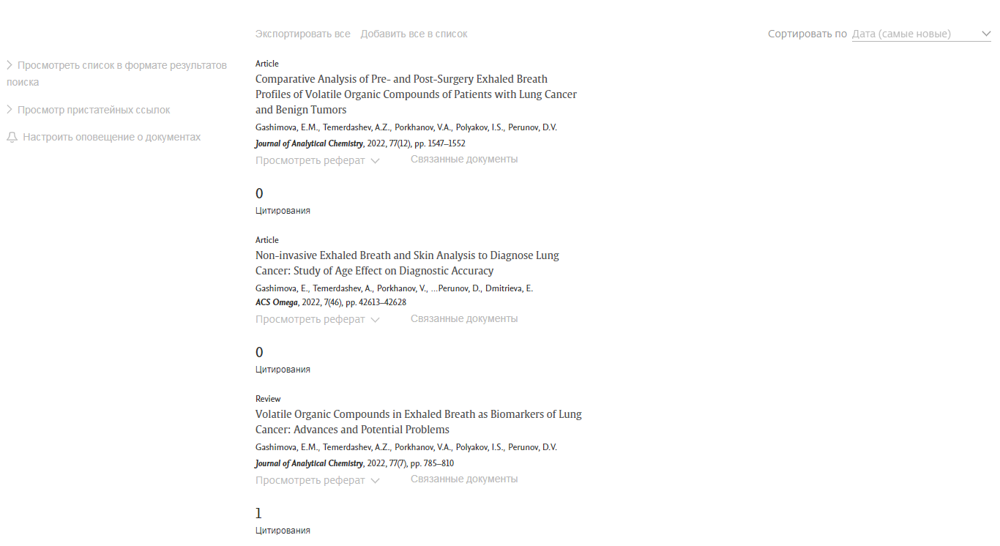 Экспортировать все Добавить все в список Сортировать по Дата (самые новые)
Просмотреть список в формате результатов
поиска
Просмотр пристатейных ссылок
Настроить оповещение о документах
Article
Comparative Analysis of Pre- and Post-Surgery Exhaled Breath
Profiles of Volatile Organic Compounds of Patients with Lung Cancer
and Benign Tumors
Gashimova, E.M., Temerdashev, A.Z., Porkhanov, V.A., Polyakov, I.S., Perunov, D.V.
Journal of Analytical Chemistry, 2022, 77(12), pp. 1547–1552
Просмотреть реферат Связанные документы
0
Цитирования
Article
Non-invasive Exhaled Breath and Skin Analysis to Diagnose Lung
Cancer: Study of Age Effect on Diagnostic Accuracy
Gashimova, E., Temerdashev, A., Porkhanov, V., ...Perunov, D., Dmitrieva, E.
ACS Omega, 2022, 7(46), pp. 42613–42628
Просмотреть реферат Связанные документы
0
Цитирования
Review
Volatile Organic Compounds in Exhaled Breath as Biomarkers of Lung
Cancer: Advances and Potential Problems
Gashimova, E.M., Temerdashev, A.Z., Porkhanov, V.A., Polyakov, I.S., Perunov, D.V.
Journal of Analytical Chemistry, 2022, 77(7), pp. 785–810
Просмотреть реферат Связанные документы
1
Цитирования